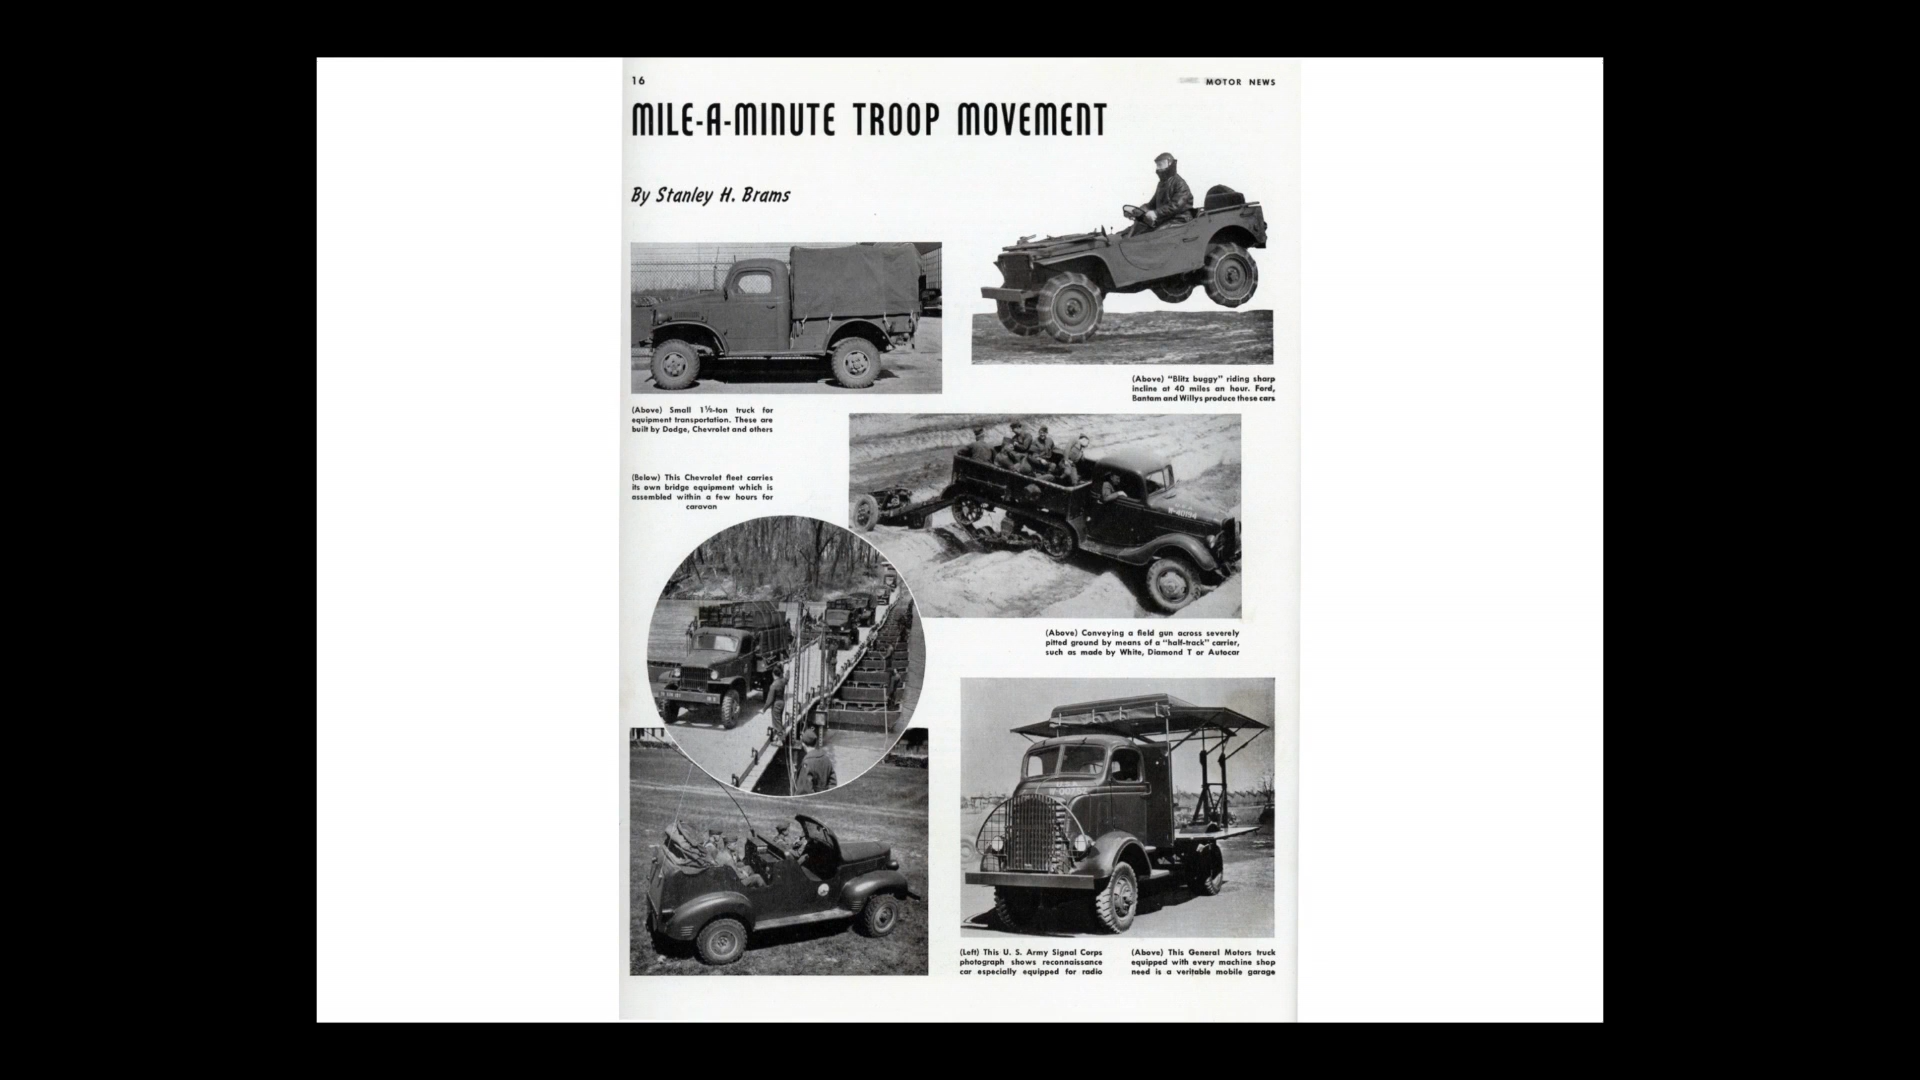 16
MOTOR NEWS
MILE-A-MINUTE TROOP MOVEMENT
By Stanley H. Brams
(Above) "Blitz buggy" riding sharp
incline at 40 miles an hour. Ford,
Bantam and Willys produce these cars
(Above) Small 1½-ton truck for
equipment transportation. These are
built by Dodge, Chevrolet and others
(Below) This Chevrolet fleet carries
its own bridge equipment which is
assembled within a few hours for
caravan
W-40194
(Above) Conveying a field gun across severely
pitted ground by means of a "half-track" carrier,
such as made by White, Diamond T or Autocar
U.S.A.
(Left) This U. S. Army Signal Corps
photograph shows reconnaissance
car especially equipped for radio
(Above) This General Motors truck
equipped with every machine shop
need is a veritable mobile garage